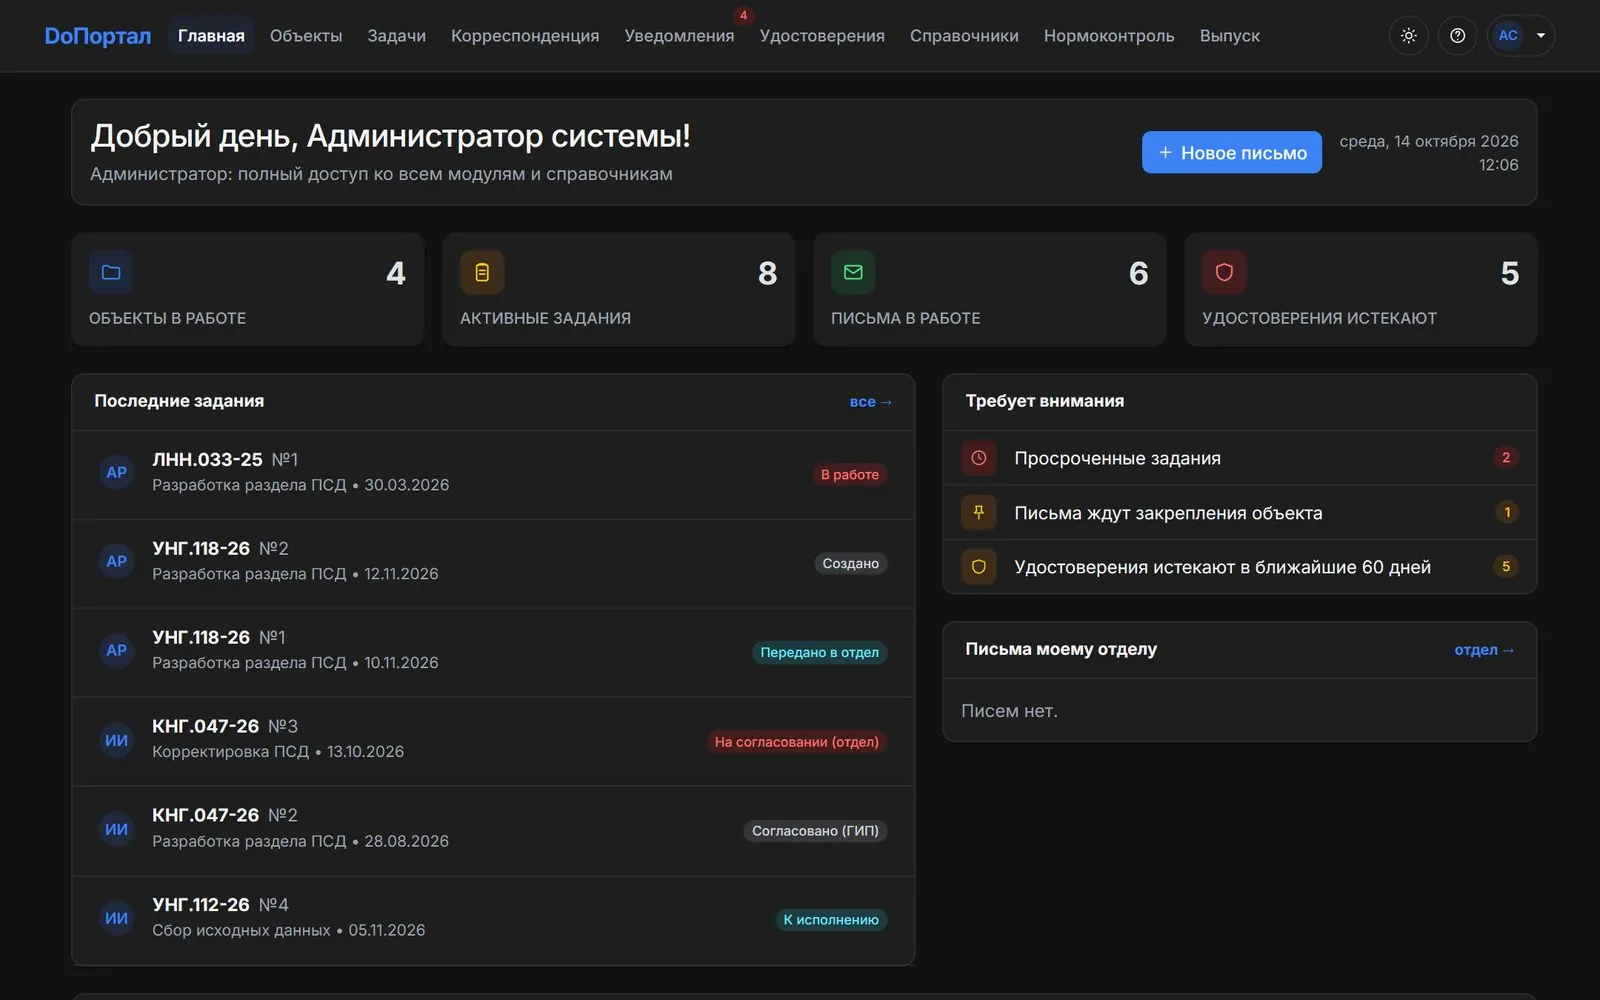 DoПортал
Главная
Объекты
Задачи
Корреспонденция
Уведомления
4
Удостоверения
Справочники
Нормоконтроль
Выпуск
АС
Добрый день, Администратор системы!
Администратор: полный доступ ко всем модулям и справочникам
+ Новое письмо
среда, 14 октября 2026
12:06
4
ОБЪЕКТЫ В РАБОТЕ
8
АКТИВНЫЕ ЗАДАНИЯ
6
ПИСЬМА В РАБОТЕ
5
УДОСТОВЕРЕНИЯ ИСТЕКАЮТ
Последние задания
все →
АР
ЛНН.033-25 №1
Разработка раздела ПСД • 30.03.2026
В работе
АР
УНГ.118-26 №2
Разработка раздела ПСД • 12.11.2026
Создано
АР
УНГ.118-26 №1
Разработка раздела ПСД • 10.11.2026
Передано в отдел
ИИ
КНГ.047-26 №3
Корректировка ПСД • 13.10.2026
На согласовании (отдел)
ИИ
КНГ.047-26 №2
Разработка раздела ПСД • 28.08.2026
Согласовано (ГИП)
ИИ
УНГ.112-26 №4
Сбор исходных данных • 05.11.2026
К исполнению
Требует внимания
Просроченные задания
2
Письма ждут закрепления объекта
1
Удостоверения истекают в ближайшие 60 дней
5
Письма моему отделу
отдел →
Писем нет.